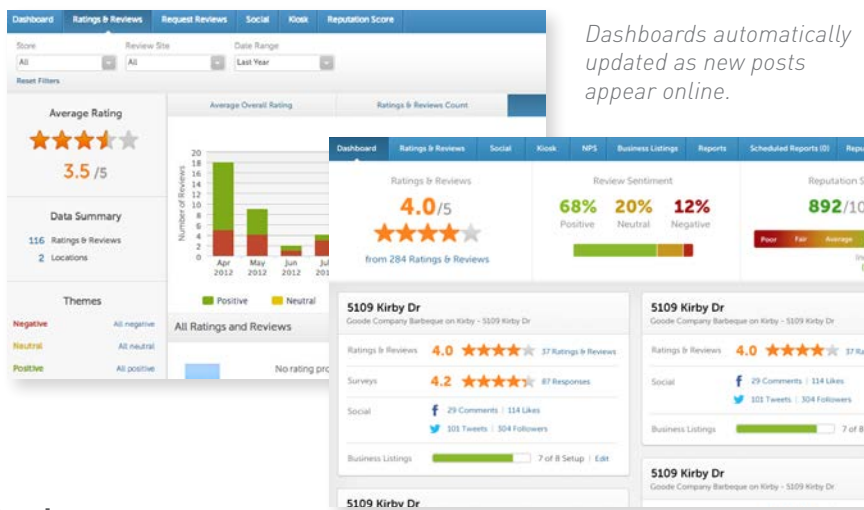 Dashboard Ratings & Reviews Request Reviews Social Kiosk Reputation Score
Store Review Site Date Range
All All Last Year
Reset Filters
Average Rating
3.5 /5
Data Summary
116 Ratings & Reviews
2 Locations
Themes
Negative All negative
Neutral All neutral
Positive All positive
Average Overall Rating Ratings & Reviews Count
Number of Reviews
20
18
16
14
12
10
8
6
4
2
0
Apr May Jun
2012 2012 2012
Positive Neutral
All Ratings and Reviews
No rating
Dashboards automatically
updated as new posts
appear online.
Dashboard Ratings & Reviews Social Kiosk NPS Business Listings Reports Scheduled Reports (0)
Ratings & Reviews
4.0/5
from 284 Ratings & Reviews
Review Sentiment
68% 20% 12%
Positive Neutral Negative
Reputation S
892/10
Poor Fair Average
5109 Kirby Dr
Goode Company Barbeque on Kirby - 5109 Kirby Dr
Ratings & Reviews 4.0 37 Ratings & Reviews
Surveys 4.2 87 Responses
Social 29 Comments | 114 Likes
101 Tweets | 304 Followers
Business Listings 7 of 8 Setup | Edit
5109 Kirby Dr
5109 Kirby Dr
Goode Company Barbeque on Kirby - 5109 Kirby Dr
Ratings & Reviews 4.0 37 Ra
Social 29 Comments | 114 Likes
101 Tweets | 304 Followers
Business Listings 7 of 8
5109 Kirby Dr
Goode Company Barbeque on Kirby - 5109 Kirby Dr